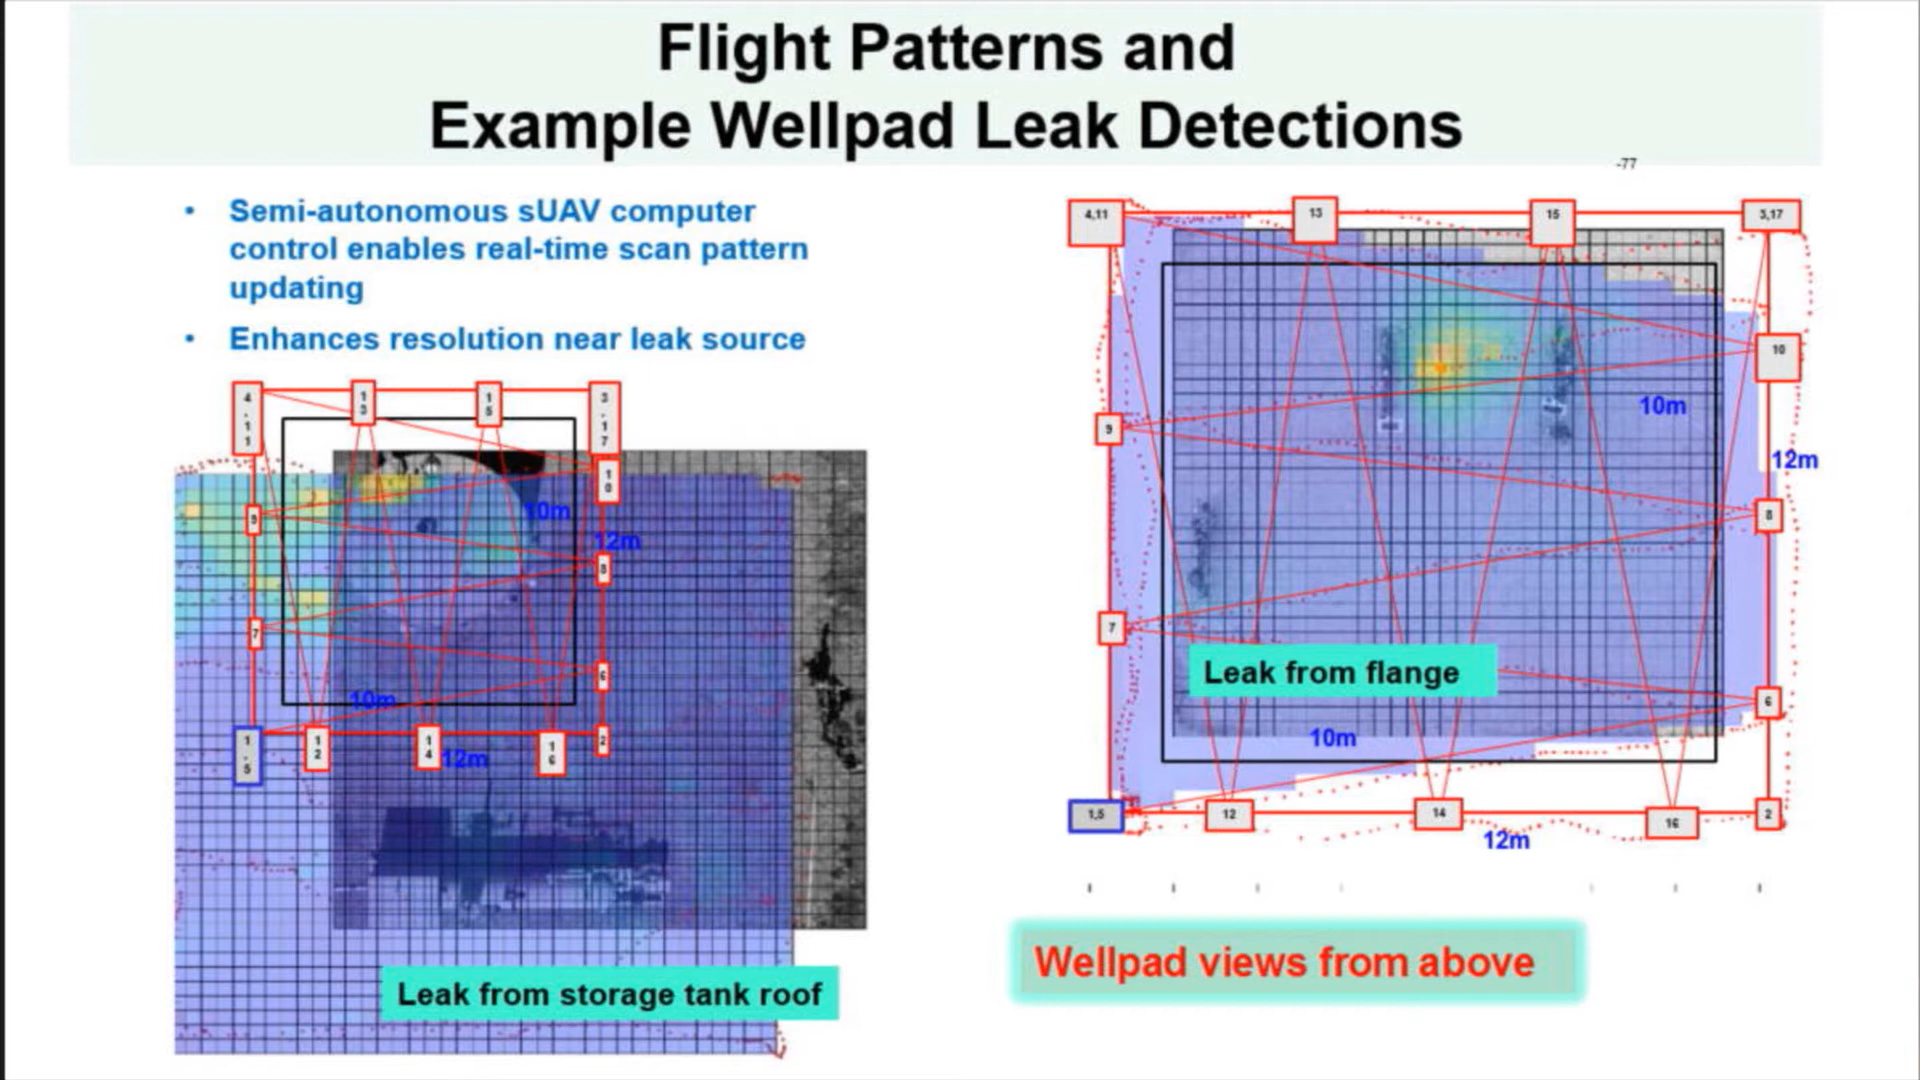 Flight Patterns and
Example Wellpad Leak Detections
-77
• Semi-autonomous sUAV computer
control enables real-time scan pattern
updating
• Enhances resolution near leak source
4,11
13
15
3,17
10
9
8
7
6
1,5
12
14
16
2
10m
12m
10m
12m
Leak from storage tank roof
4,11
13
15
3,17
10
10m
9
12m
8
7
Leak from flange
6
10m
1,5
12
14
16
2
12m
Wellpad views from above